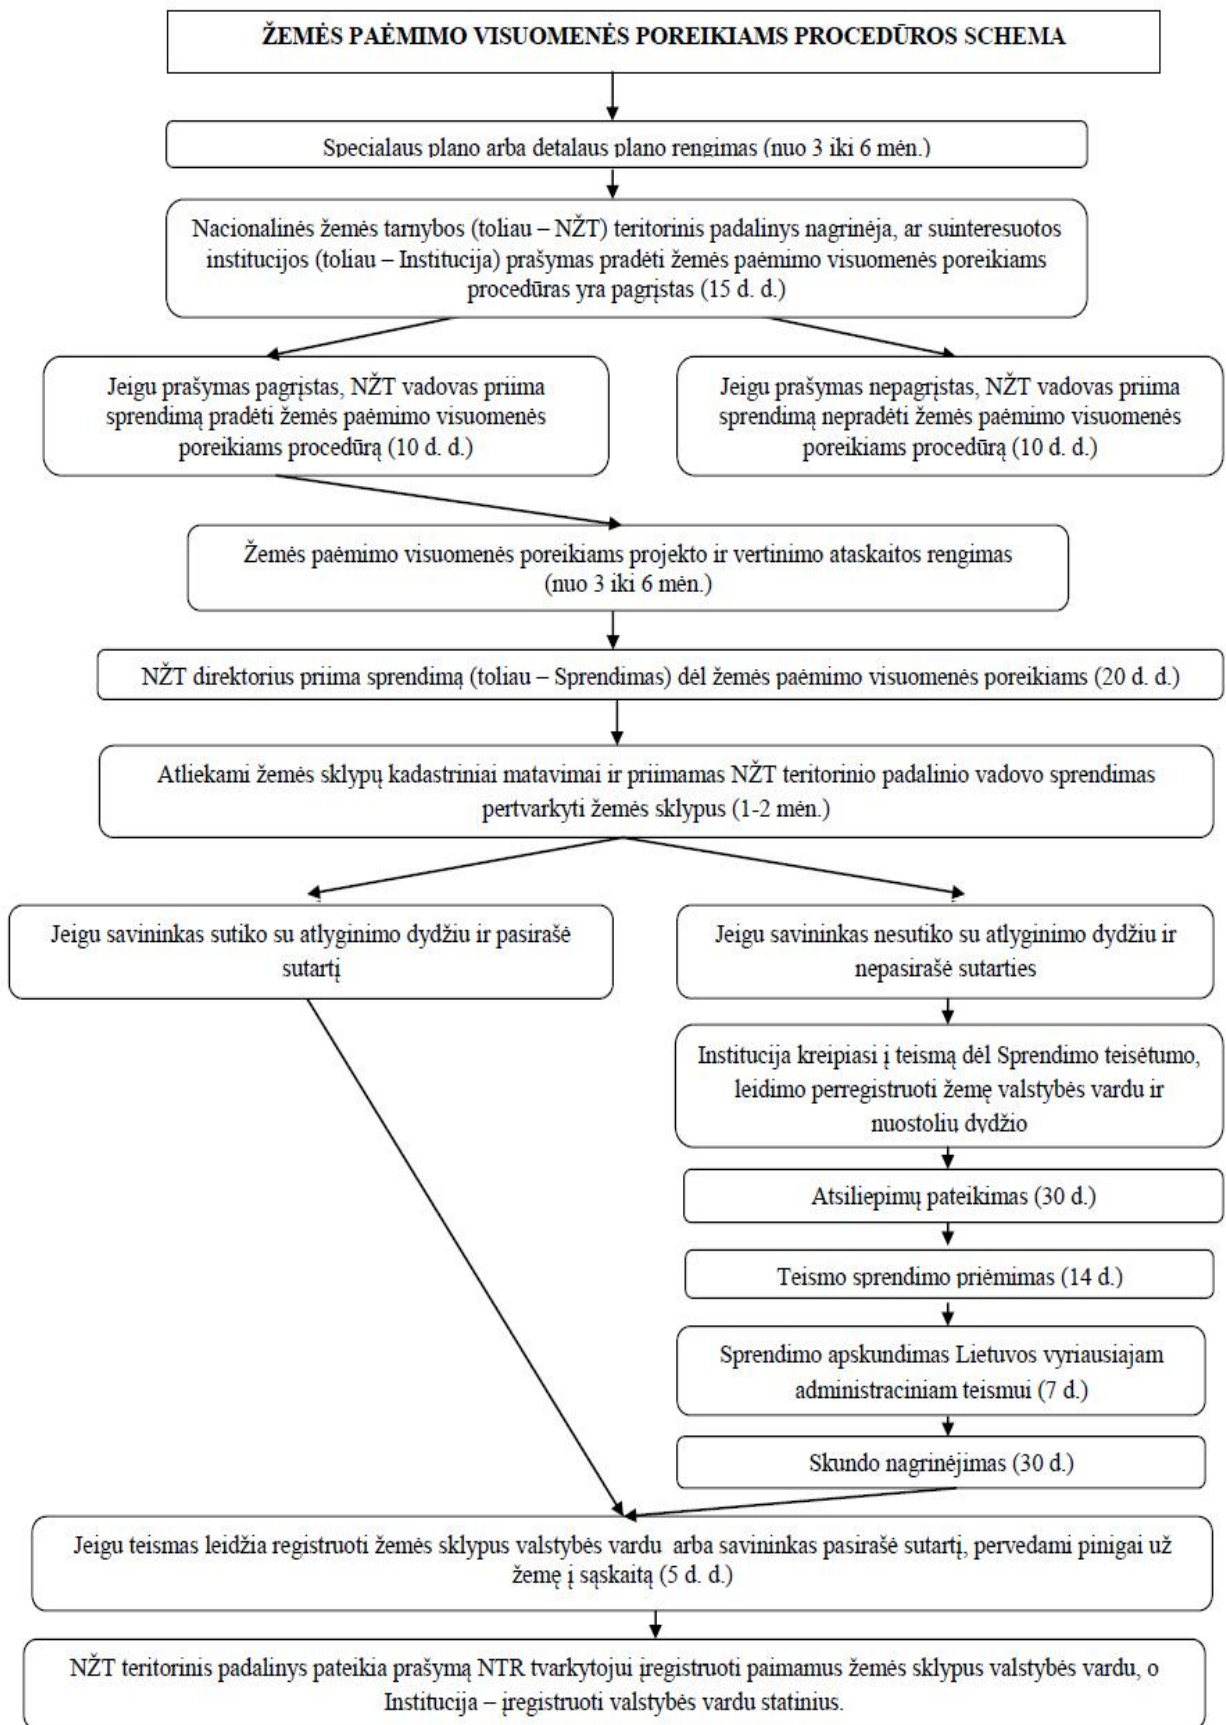 ŽEMĖS PAĖMIMO VISUOMENĖS POREIKIAMS PROCEDŪROS SCHEMA
Specialaus plano arba detalaus plano rengimas (nuo 3 iki 6 mėn.)
Nacionalinės žemės tarnybos (toliau – NŽT) teritorinis padalinys nagrinėja, ar suinteresuotos
institucijos (toliau – Institucija) prašymas pradėti žemės paėmimo visuomenės poreikiams
procedūras yra pagrįstas (15 d. d.)
Jeigu prašymas pagrįstas, NŽT vadovas priima
sprendimą pradėti žemės paėmimo visuomenės
poreikiams procedūrą (10 d. d.)
Jeigu prašymas nepagrįstas, NŽT vadovas priima
sprendimą nepradėti žemės paėmimo visuomenės
poreikiams procedūrą (10 d. d.)
Žemės paėmimo visuomenės poreikiams projekto ir vertinimo ataskaitos rengimas
(nuo 3 iki 6 mėn.)
NŽT direktorius priima sprendimą (toliau – Sprendimas) dėl žemės paėmimo visuomenės poreikiams (20 d. d.)
Atliekami žemės sklypų kadastriniai matavimai ir priimamas NŽT teritorinio padalinio vadovo sprendimas
pertvarkyti žemės sklypus (1-2 mėn.)
Jeigu savininkas sutiko su atlyginimo dydžiu ir pasirašė
sutartį
Jeigu savininkas nesutiko su atlyginimo dydžiu ir
nepasirašė sutarties
Institucija kreipiasi į teismą dėl Sprendimo teisėtumo,
leidimo perregistruoti žemę valstybės vardu ir
nuostolių dydžio
Atsiliepimų pateikimas (30 d.)
Teismo sprendimo priėmimas (14 d.)
Sprendimo apskundimas Lietuvos vyriausiajam
administraciniam teismui (7 d.)
Skundo nagrinėjimas (30 d.)
Jeigu teismas leidžia registruoti žemės sklypus valstybės vardu arba savininkas pasirašė sutartį, pervedami pinigai už
žemę į sąskaitą (5 d. d.)
NŽT teritorinis padalinys pateikia prašymą NTR tvarkytojui įregistruoti paimamus žemės sklypus valstybės vardu, o
Institucija – įregistruoti valstybės vardu statinius.